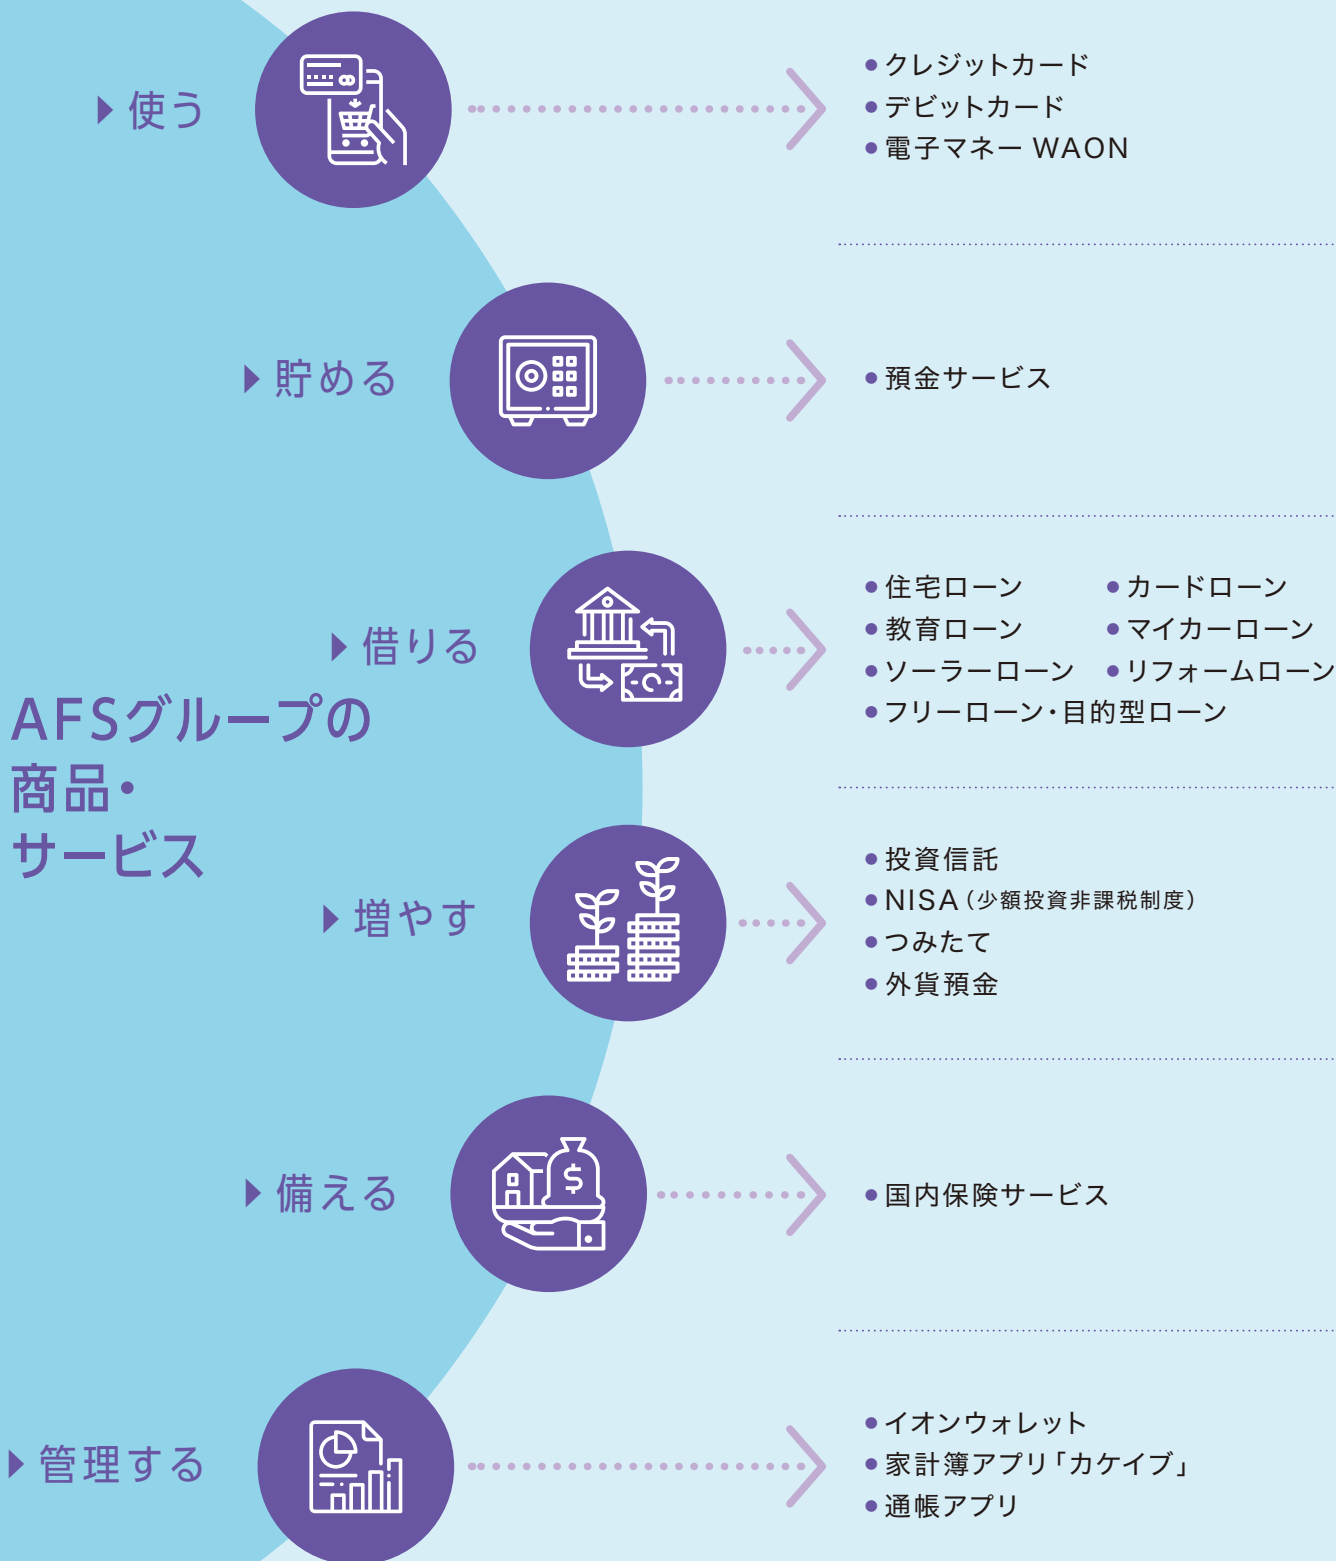 使う
クレジットカード
デビットカード
電子マネー WAON
貯める
預金サービス
借りる
住宅ローン
カードローン
教育ローン
マイカーローン
ソーラーローン
リフォームローン
フリーローン・目的型ローン
AFSグループの
商品・
サービス
増やす
投資信託
NISA（少額投資非課税制度）
つみたて
外貨預金
備える
国内保険サービス
管理する
イオンウォレット
家計簿アプリ「カケイブ」
通帳アプリ